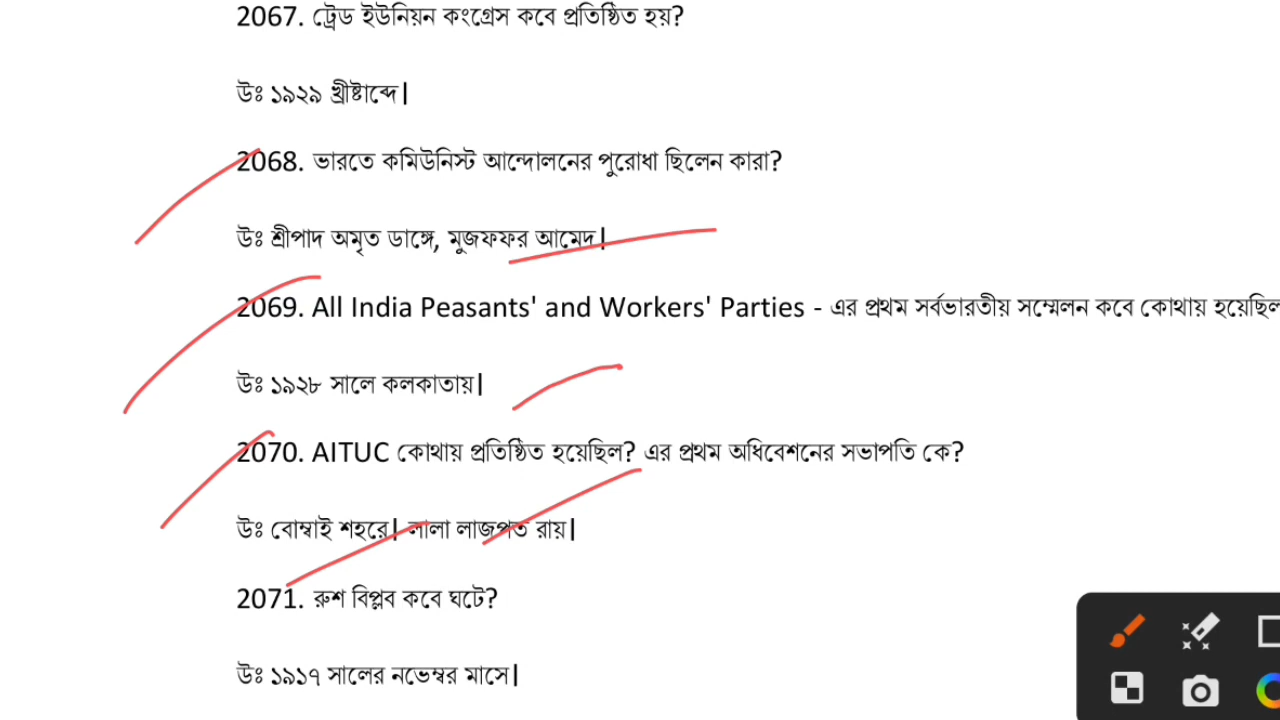 2067. ট্রেড ইউনিয়ন কংগ্রেস কবে প্রতিষ্ঠিত হয়?
উঃ ১৯২৯ খ্রীষ্টাব্দে|
2068. ভারতে কমিউনিস্ট আন্দোলনের পুরোধা ছিলেন কারা?
উঃ শ্রীপাদ অমৃত ডাঙ্গে, মুজফফর আমেদ|
2069. All India Peasants' and Workers' Parties - এর প্রথম সর্বভারতীয় সম্মেলন কবে কোথায় হয়েছিল
উঃ ১৯২৮ সালে কলকাতায়|
2070. AITUC কোথায় প্রতিষ্ঠিত হয়েছিল? এর প্রথম অধিবেশনের সভাপতি কে?
উঃ বোম্বাই শহরে| লালা লাজপত রায়|
2071. রুশ বিপ্লব কবে ঘটে?
উঃ ১৯১৭ সালের নভেম্বর মাসে|